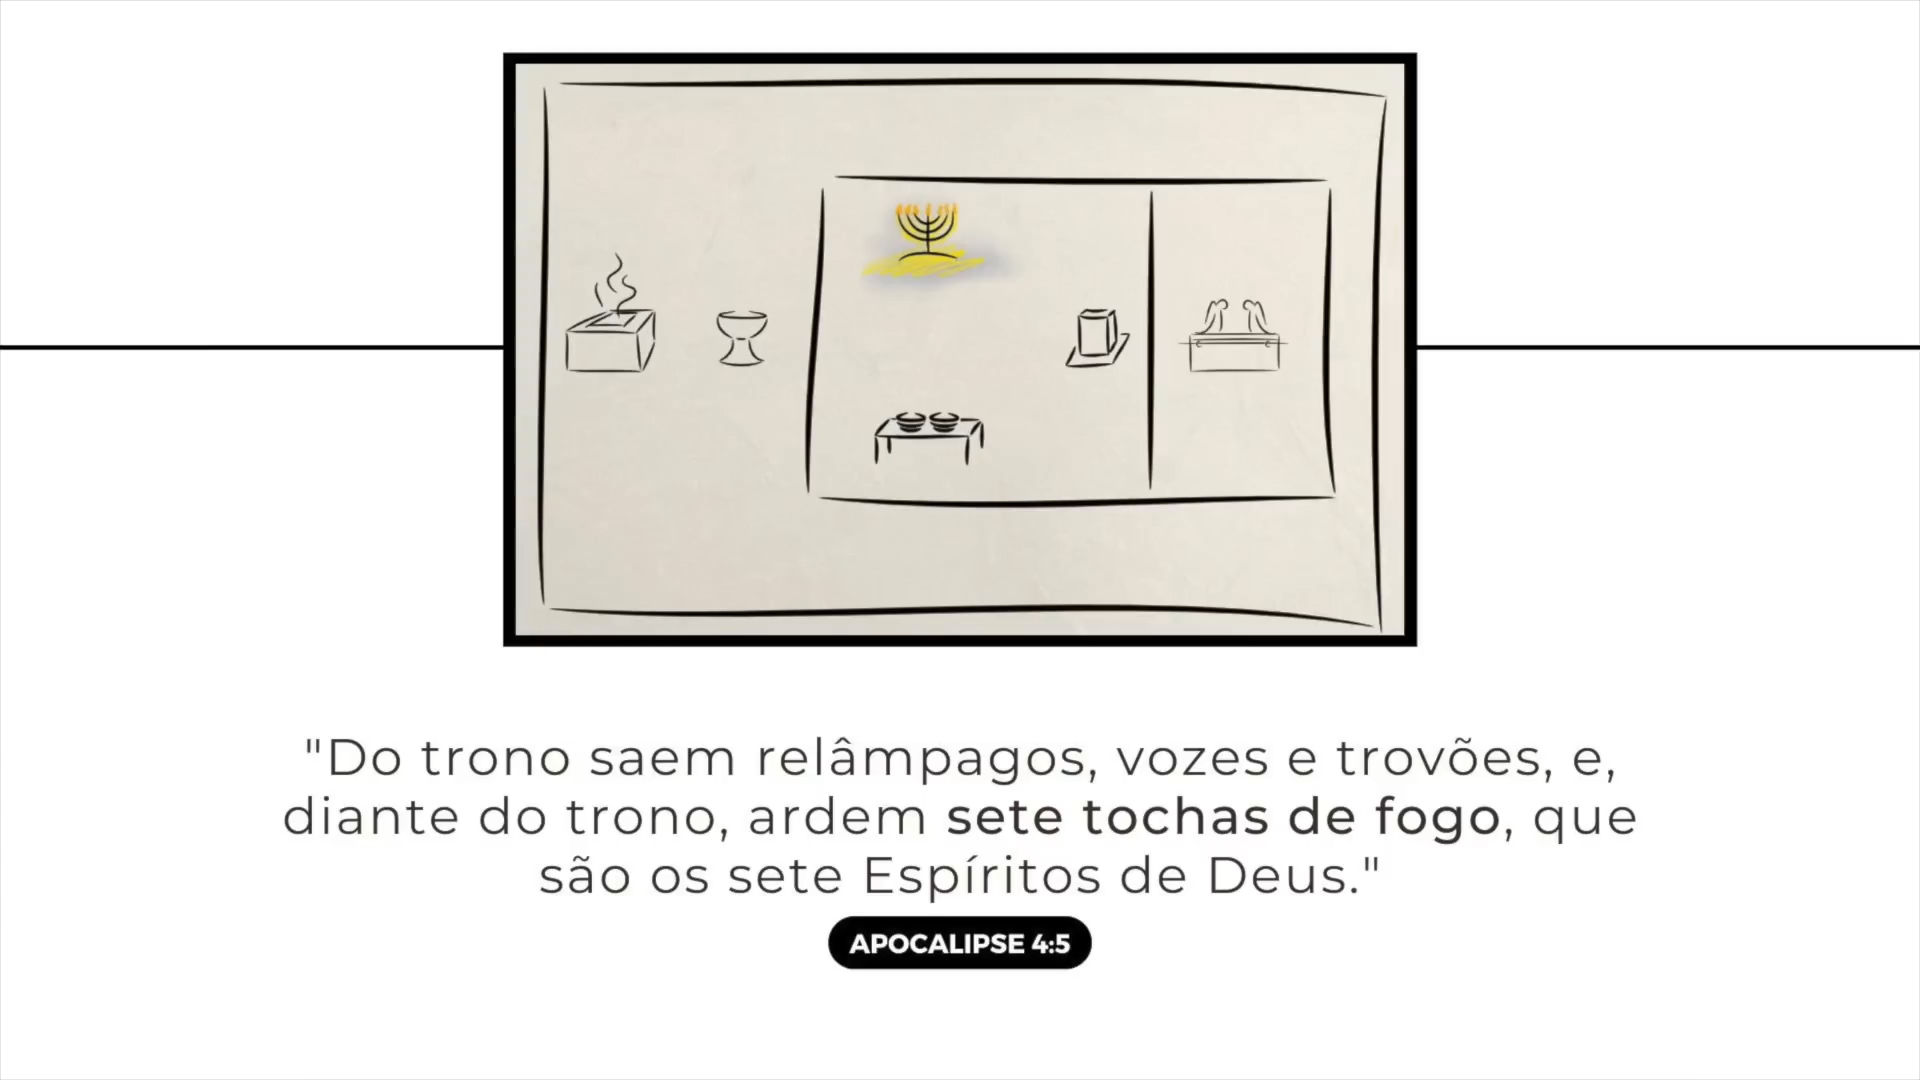 "Do trono saem relâmpagos, vozes e trovões, e,
diante do trono, ardem sete tochas de fogo, que
são os sete Espíritos de Deus."
APOCALIPSE 4:5